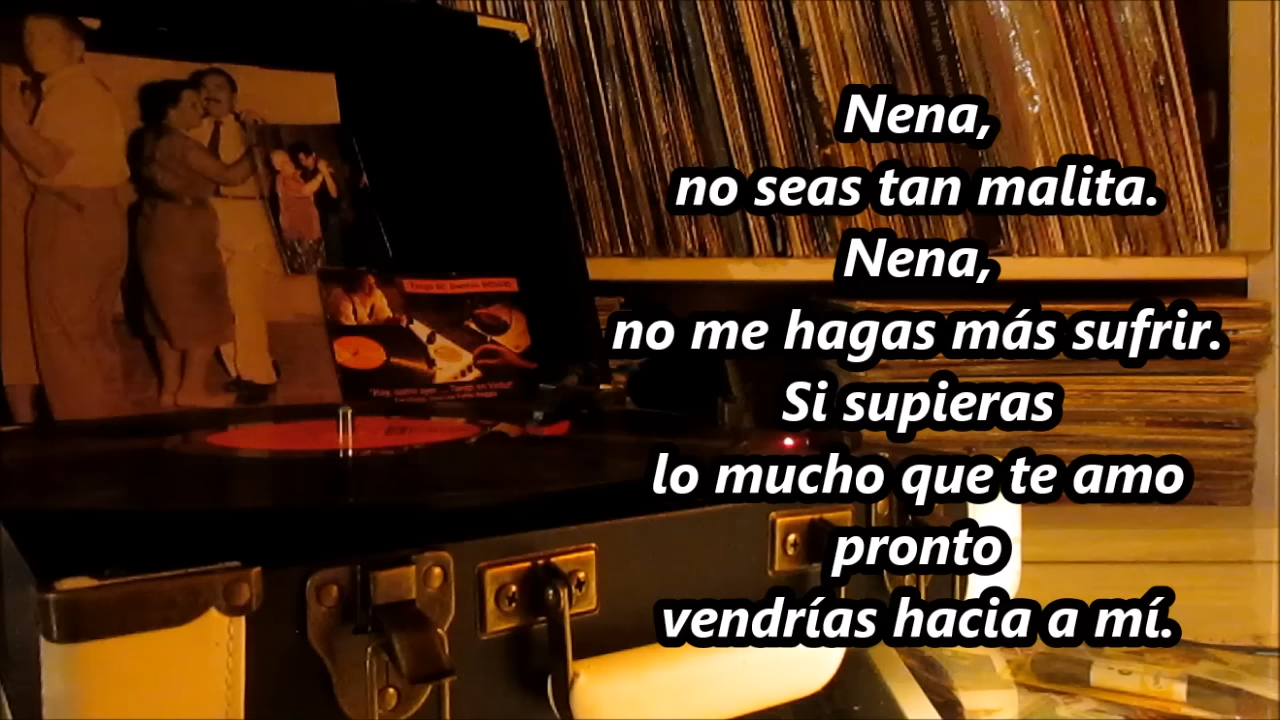 Nena,
no seas tan malita.
Nena,
no me hagas más sufrir.
Si supieras
lo mucho que te amo
pronto
vendrías hacia a mí.